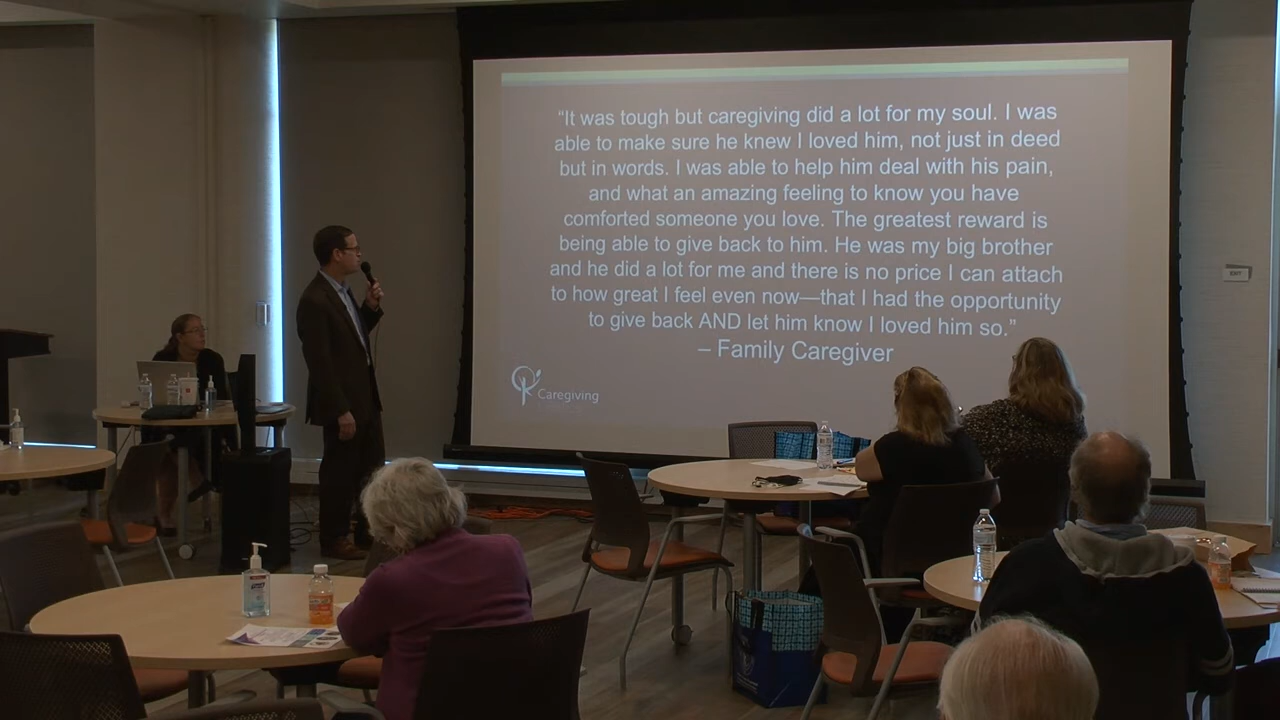 “It was tough but caregiving did a lot for my soul. I was
able to make sure he knew I loved him, not just in deed
but in words. I was able to help him deal with his pain,
and what an amazing feeling to know you have
comforted someone you love. The greatest reward is
being able to give back to him. He was my big brother
and he did a lot for me and there is no price I can attach
to how great I feel even now—that I had the opportunity
to give back AND let him know I loved him so.”
– Family Caregiver
Caregiving
EXIT